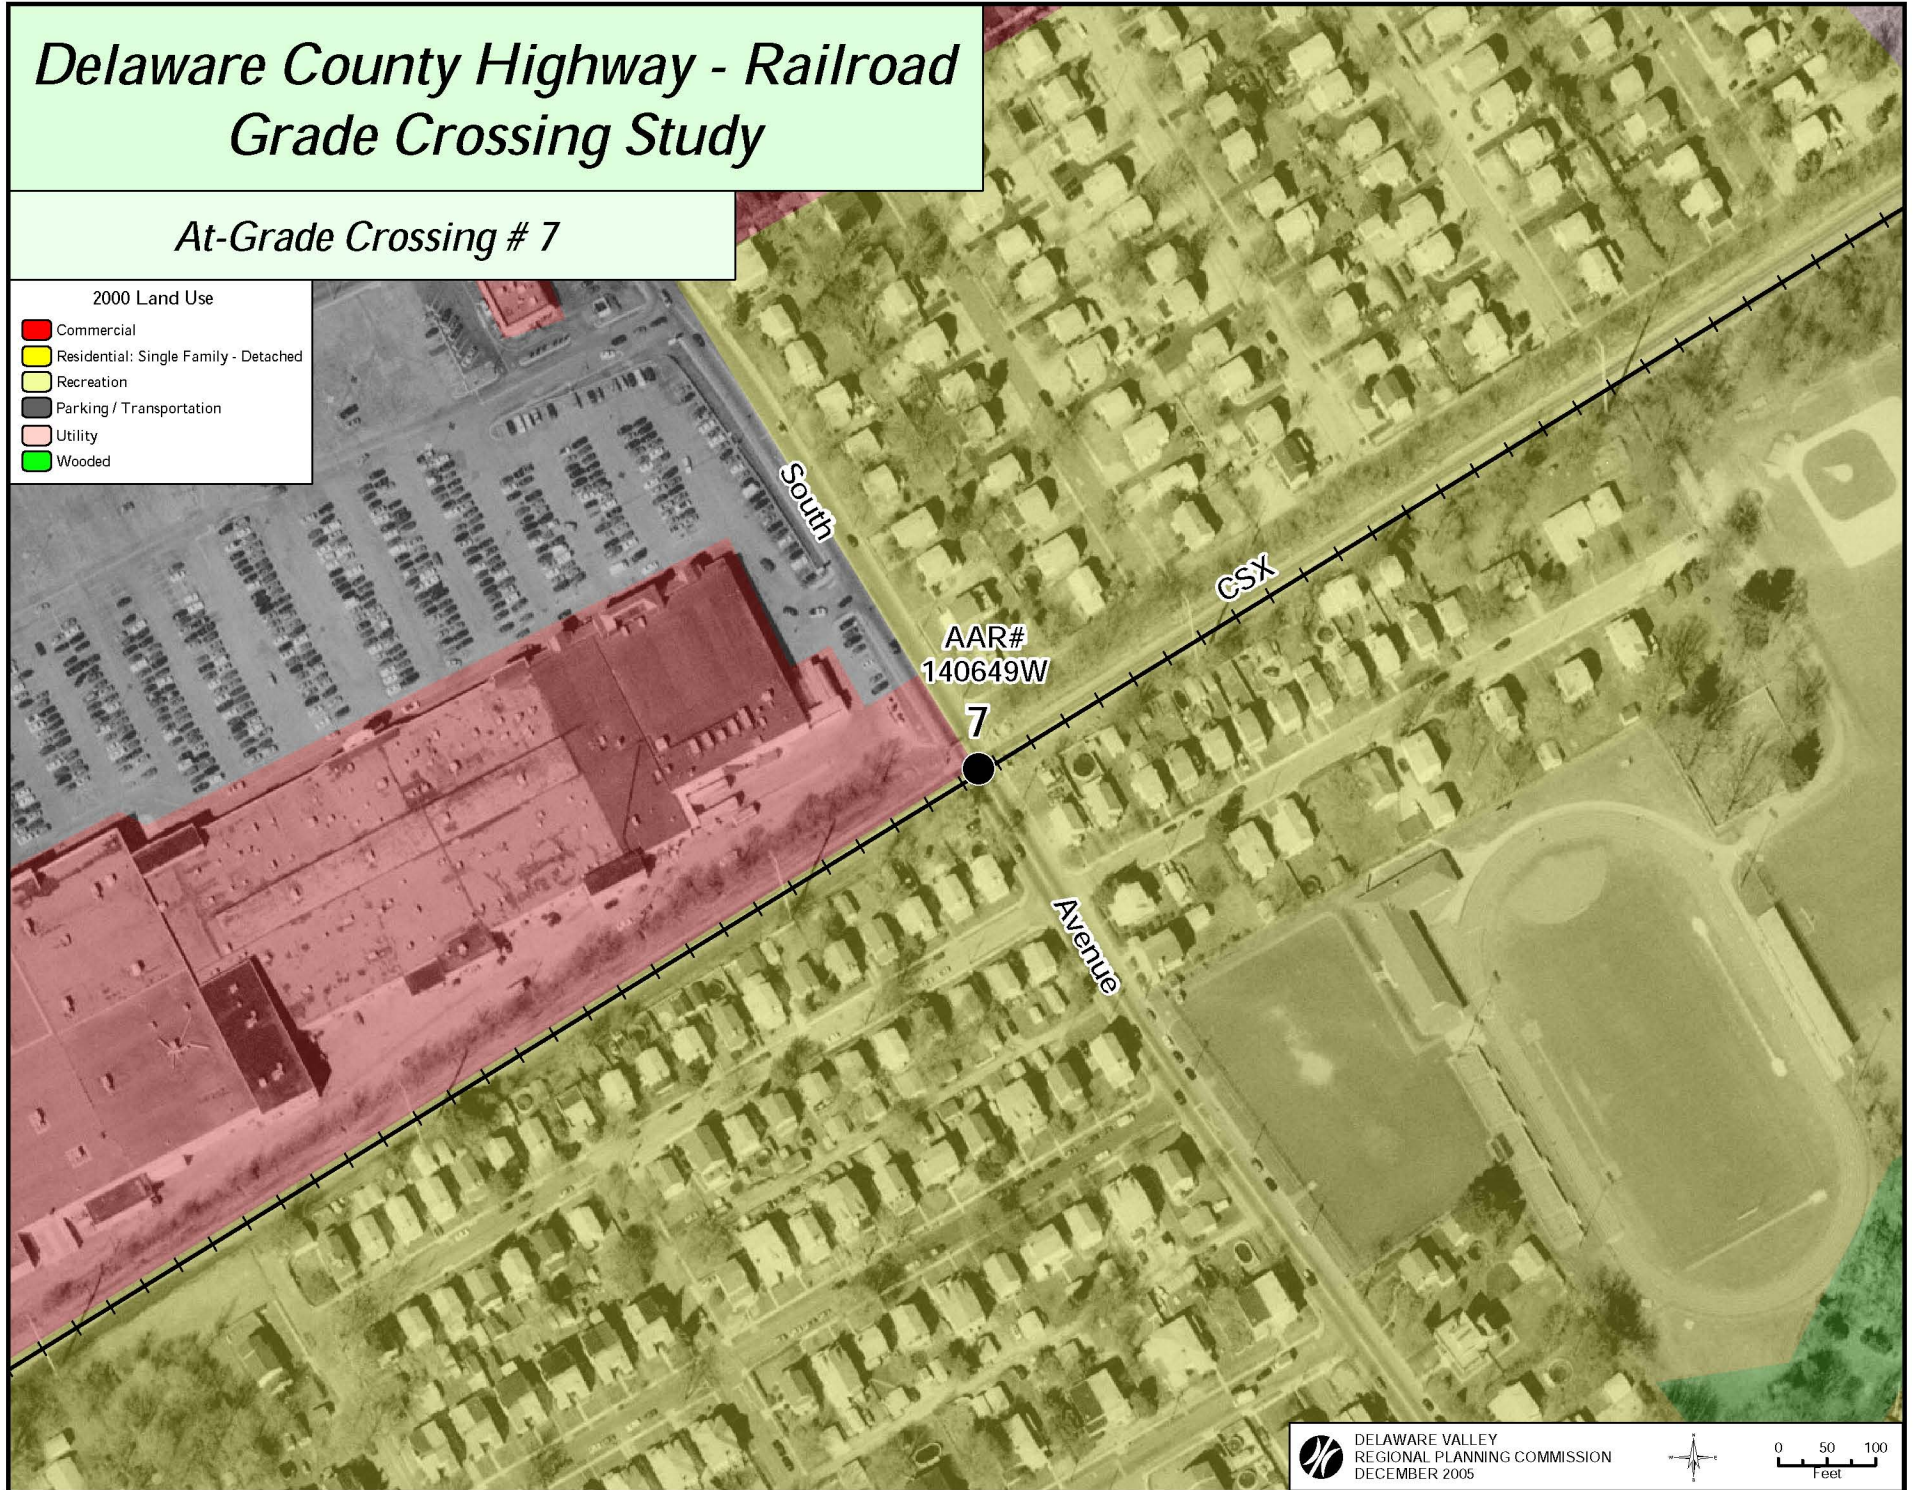 Delaware County Highway - Railroad
Grade Crossing Study
At-Grade Crossing # 7
2000 Land Use
Commercial
Residential: Single Family - Detached
Recreation
Parking / Transportation
Utility
Wooded
South
CSX
AAR#
140649W
7
Avenue
DELAWARE VALLEY
REGIONAL PLANNING COMMISSION
DECEMBER 2005
N
W E
S
0 50 100
Feet